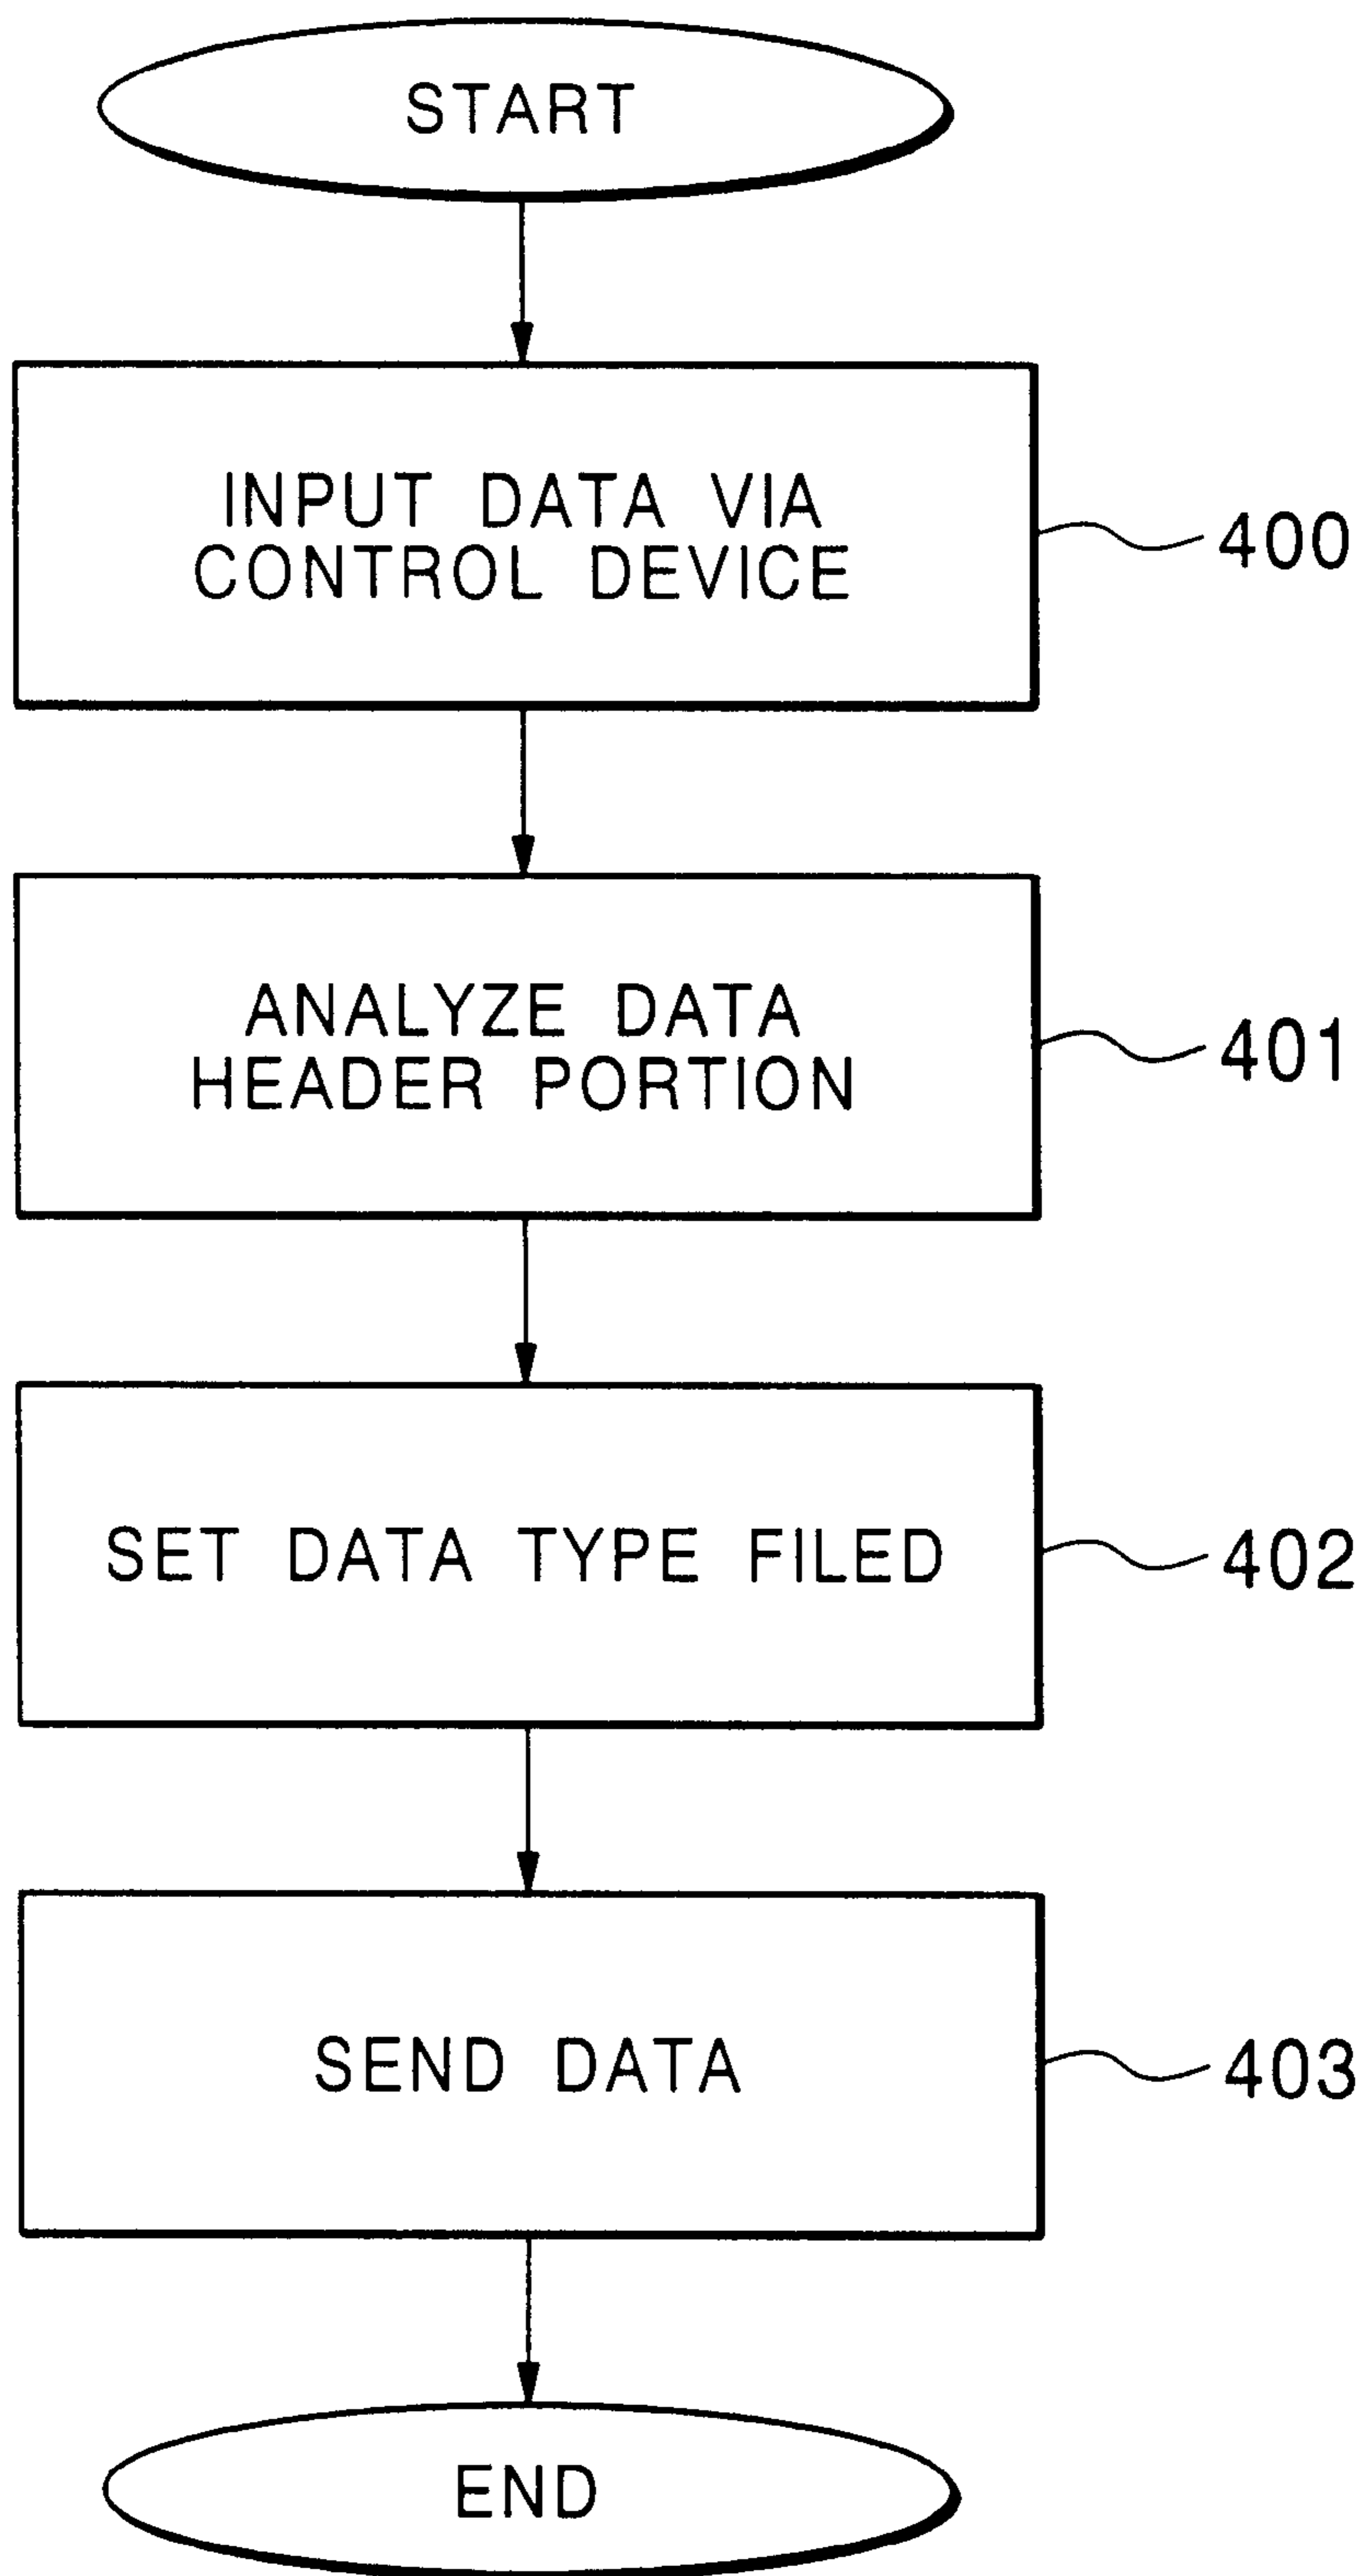 START
INPUT DATA VIA
CONTROL DEVICE
400
ANALYZE DATA
HEADER PORTION
401
SET DATA TYPE FILED
402
SEND DATA
403
END